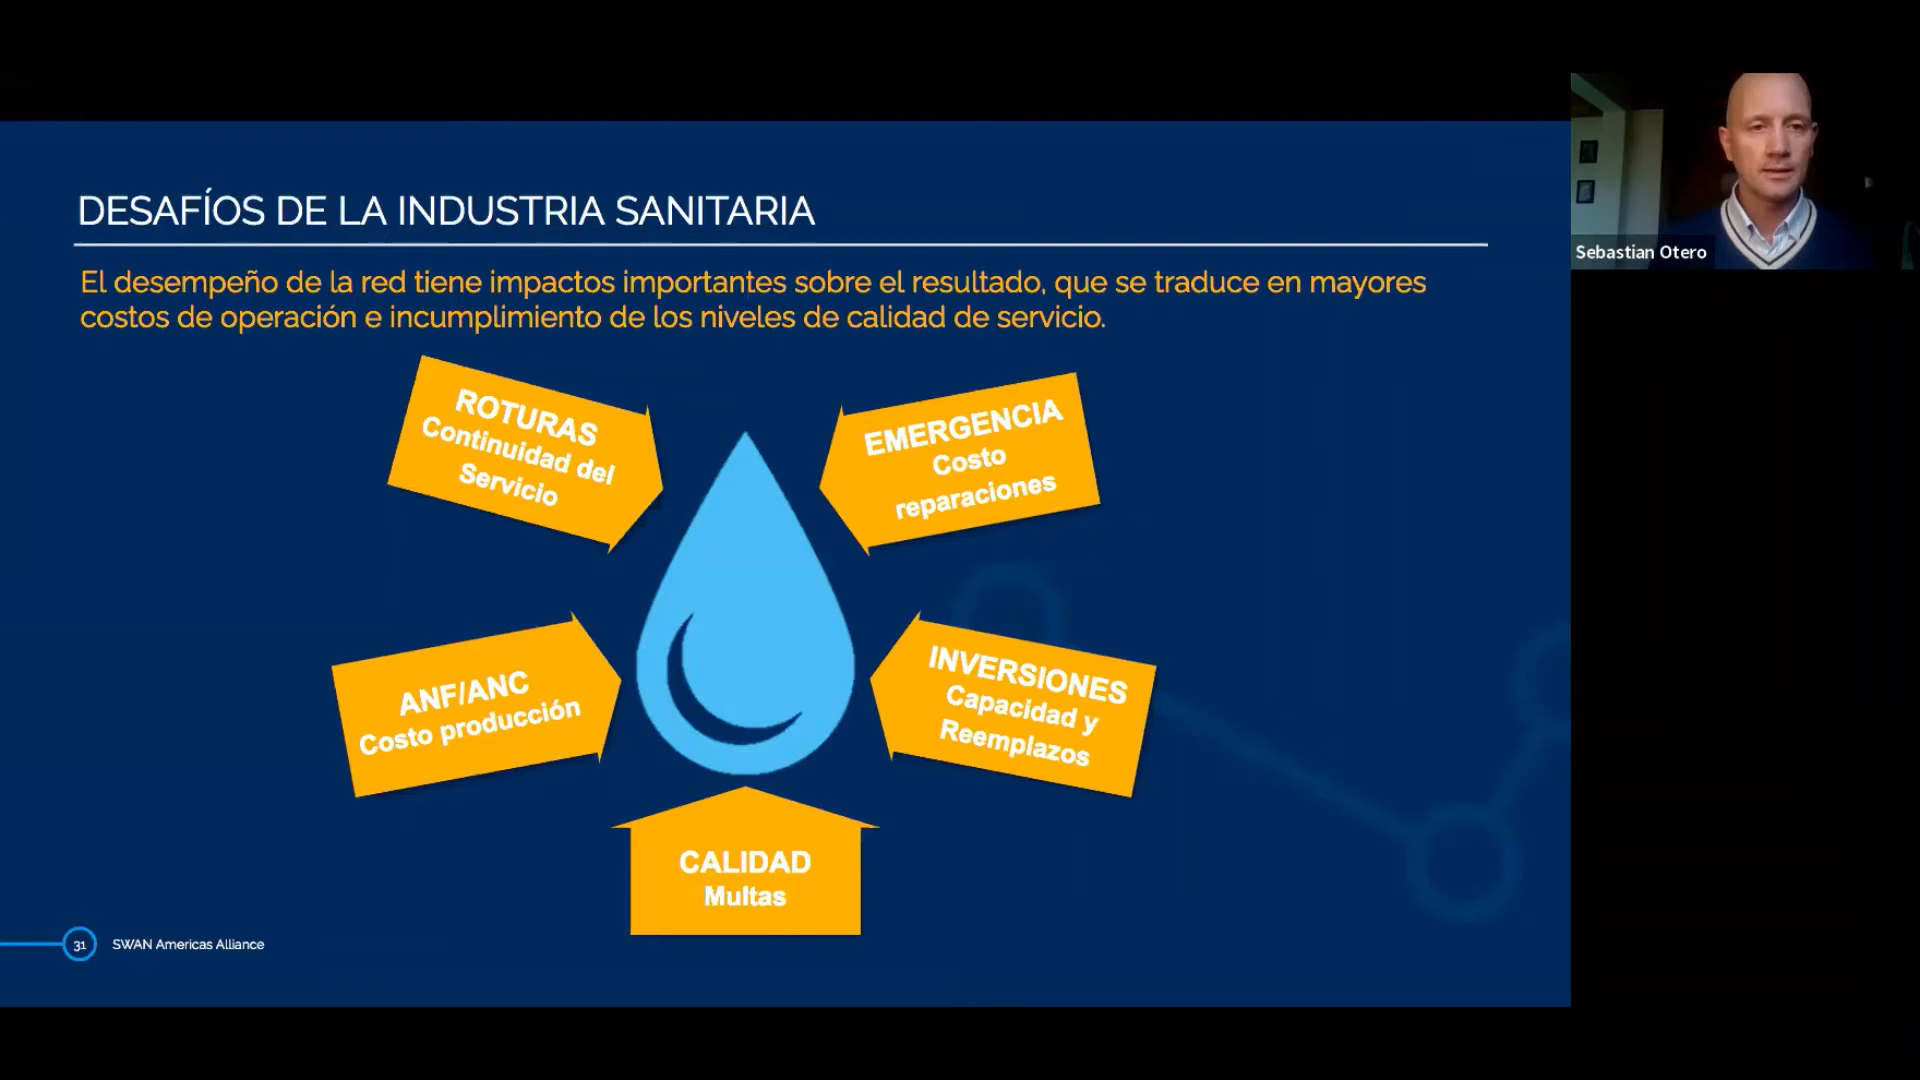 DESAFÍOS DE LA INDUSTRIA SANITARIA
El desempeño de la red tiene impactos importantes sobre el resultado, que se traduce en mayores
costos de operación e incumplimiento de los niveles de calidad de servicio.
ROTURAS
Continuidad del
Servicio
EMERGENCIA
Costo
reparaciones
ANF/ANC
Costo producción
INVERSIONES
Capacidad y
Reemplazos
CALIDAD
Multas
31
SWAN Americas Alliance
Sebastian Otero